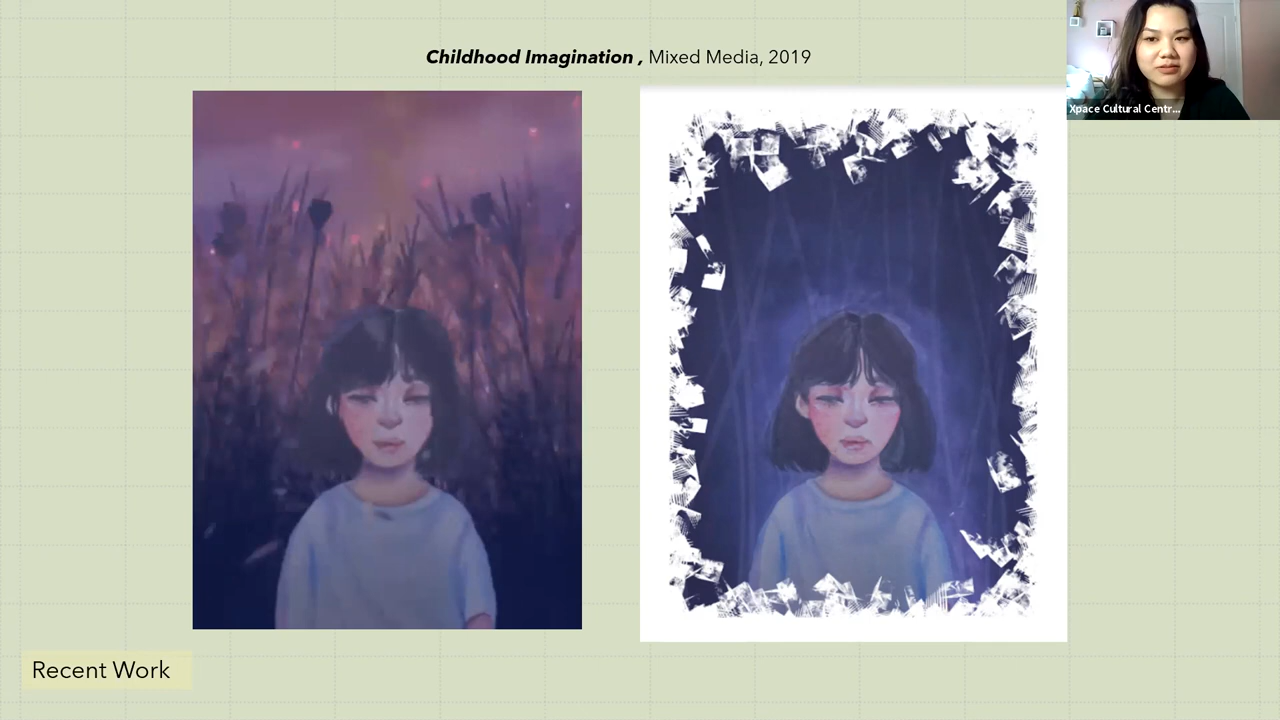 Childhood Imagination , Mixed Media, 2019
Xpace Cultural Centr...
Recent Work